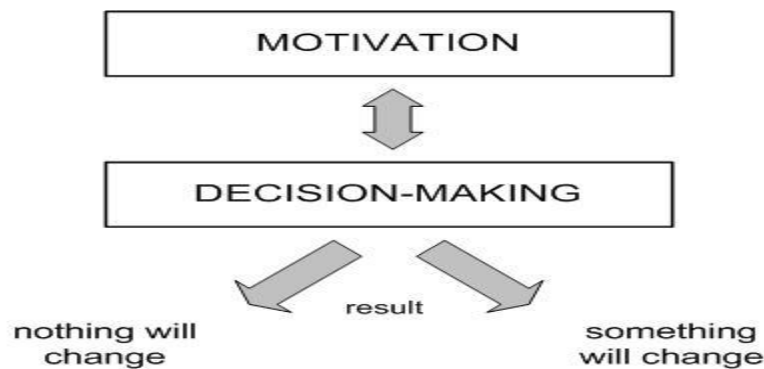 MOTIVATION
DECISION-MAKING
result
nothing will
change
something
will change